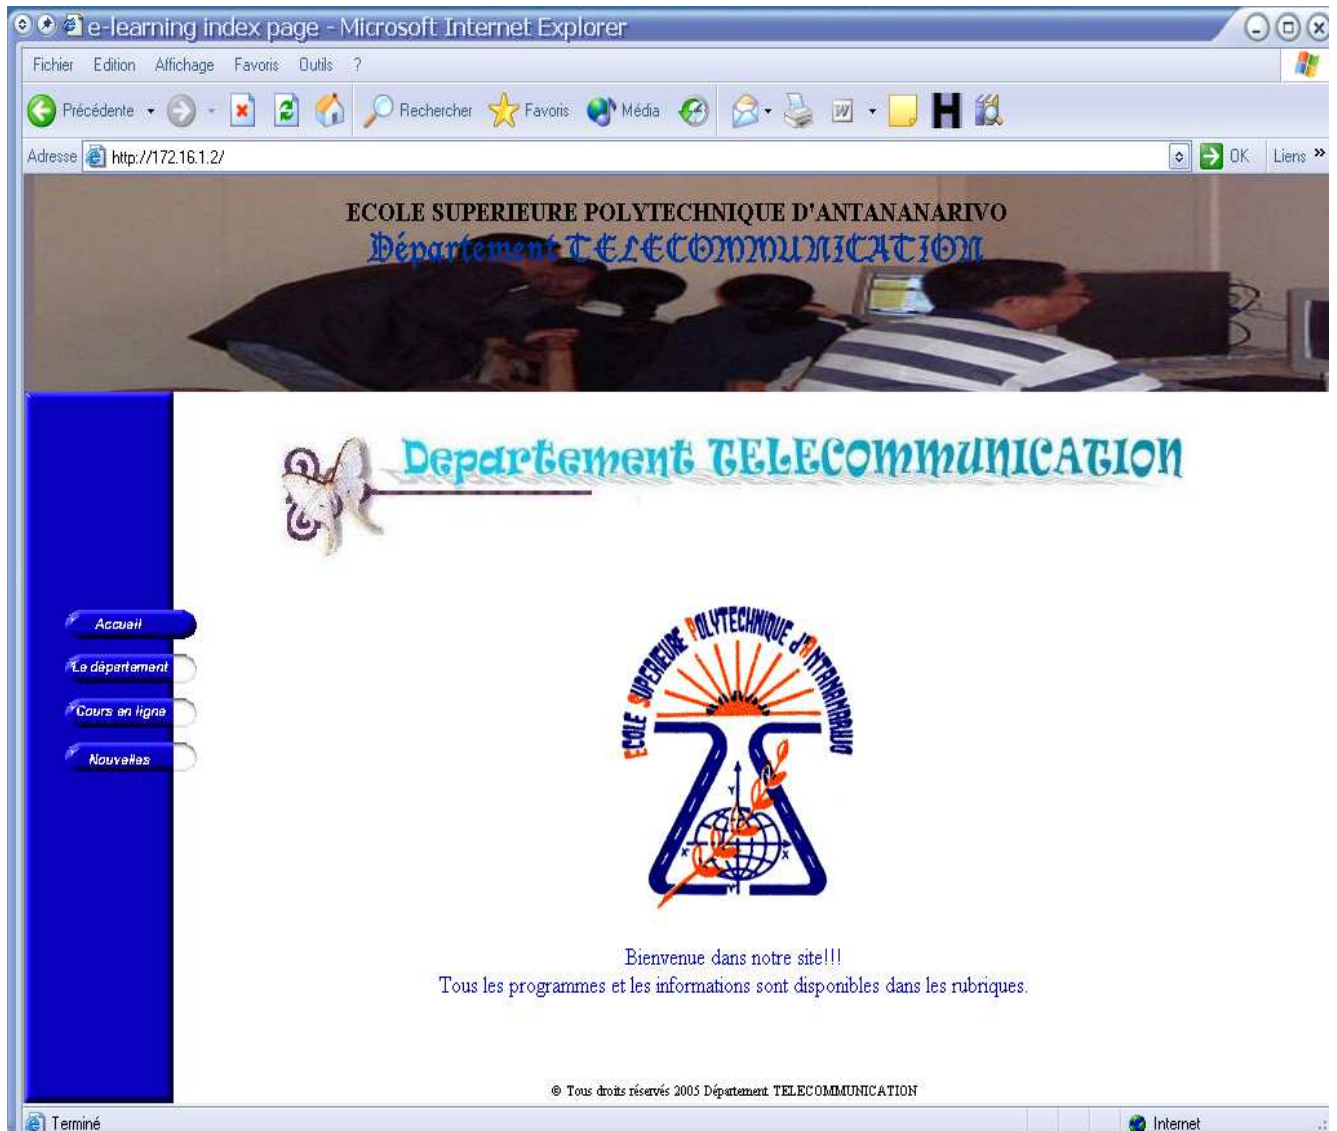 e-learning index page - Microsoft Internet Explorer
Fichier Edition Affichage Favoris Outils ?
Précédente Rechercher Favoris Média W H
Adresse http://172.16.1.2/ OK Liens »
ECOLE SUPERIEURE POLYTECHNIQUE D'ANTANANARIVO
Département TELECOMMUNICATION
Departement TELECOMMUNICATION
ECOLE SUPERIEURE POLYTECHNIQUE d'ANTANANARIVO
Y
X X
Y
Accueil
Le département
Cours en ligne
Nouvelles
Bienvenue dans notre site!!!
Tous les programmes et les informations sont disponibles dans les rubriques.
© Tous droits réservés 2005 Département TELECOMMUNICATION
Terminé Internet